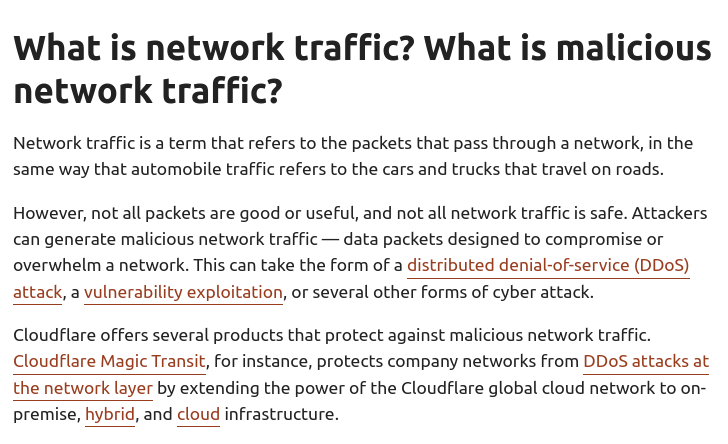 What is network traffic? What is malicious
network traffic?
Network traffic is a term that refers to the packets that pass through a network, in the
same way that automobile traffic refers to the cars and trucks that travel on roads.
However, not all packets are good or useful, and not all network traffic is safe. Attackers
can generate malicious network traffic — data packets designed to compromise or
overwhelm a network. This can take the form of a distributed denial-of-service (DDoS)
attack, a vulnerability exploitation, or several other forms of cyber attack.
Cloudflare offers several products that protect against malicious network traffic.
Cloudflare Magic Transit, for instance, protects company networks from DDoS attacks at
the network layer by extending the power of the Cloudflare global cloud network to on-
premise, hybrid, and cloud infrastructure.